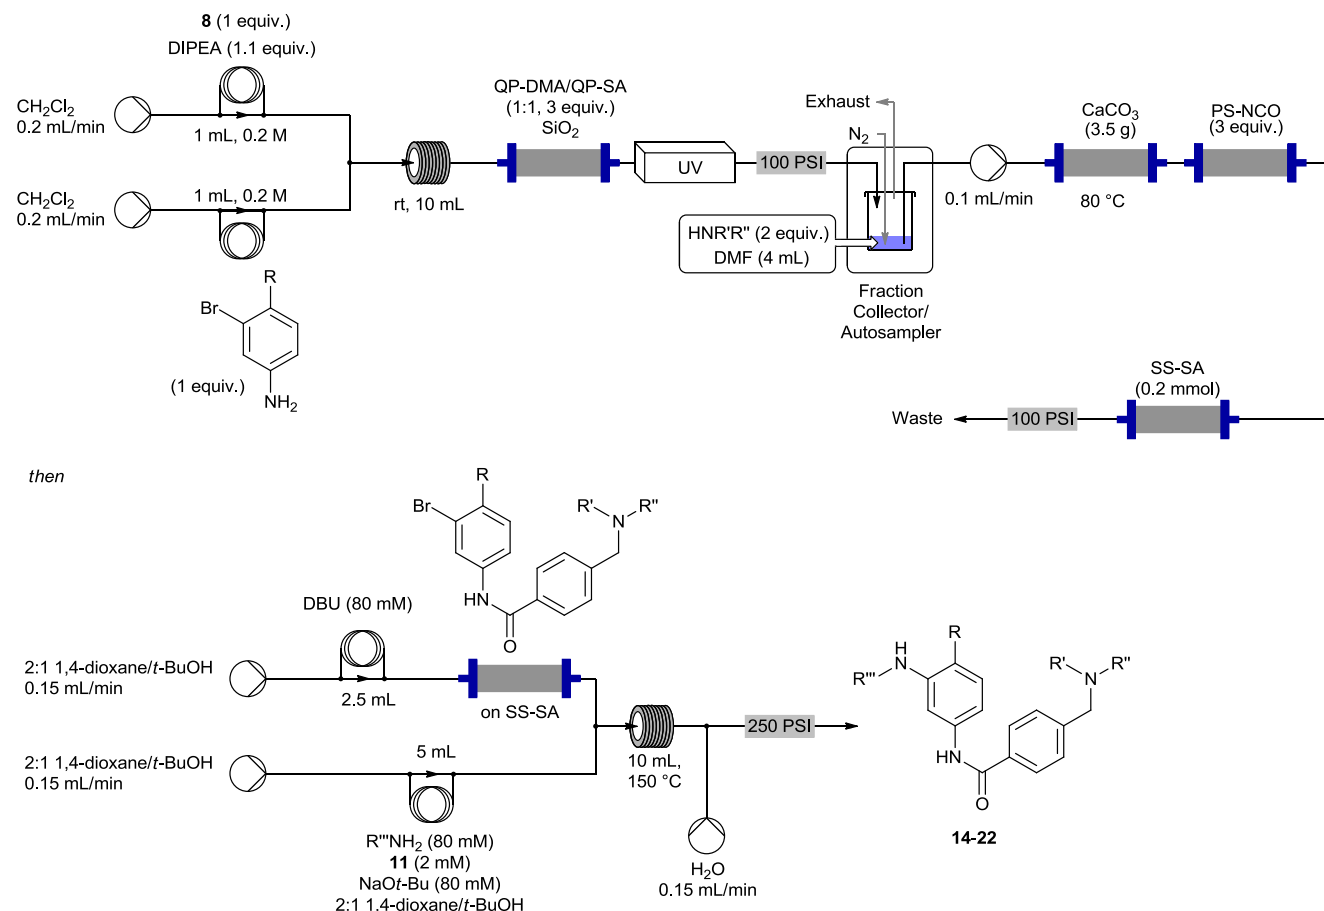 8 (1 equiv.)
DIPEA (1.1 equiv.)
CH2Cl2
0.2 mL/min
1 mL, 0.2 M
CH2Cl2
0.2 mL/min
1 mL, 0.2 M
R
Br
(1 equiv.)
NH2
rt, 10 mL
QP-DMA/QP-SA
(1:1, 3 equiv.)
SiO2
UV
100 PSI
Exhaust
N2
HNR'R" (2 equiv.)
DMF (4 mL)
Fraction
Collector/
Autosampler
0.1 mL/min
CaCO3
(3.5 g)
80 °C
PS-NCO
(3 equiv.)
SS-SA
(0.2 mmol)
100 PSI
Waste
then
R
Br
R'
R"
N
NH
O
DBU (80 mM)
2:1 1,4-dioxane/t-BuOH
0.15 mL/min
2.5 mL
on SS-SA
2:1 1,4-dioxane/t-BuOH
0.15 mL/min
5 mL
R'''NH2 (80 mM)
11 (2 mM)
NaOt-Bu (80 mM)
2:1 1,4-dioxane/t-BuOH
10 mL,
150 °C
250 PSI
H2O
0.15 mL/min
H
N
R
R'''
R'
R"
N
NH
O
14-22